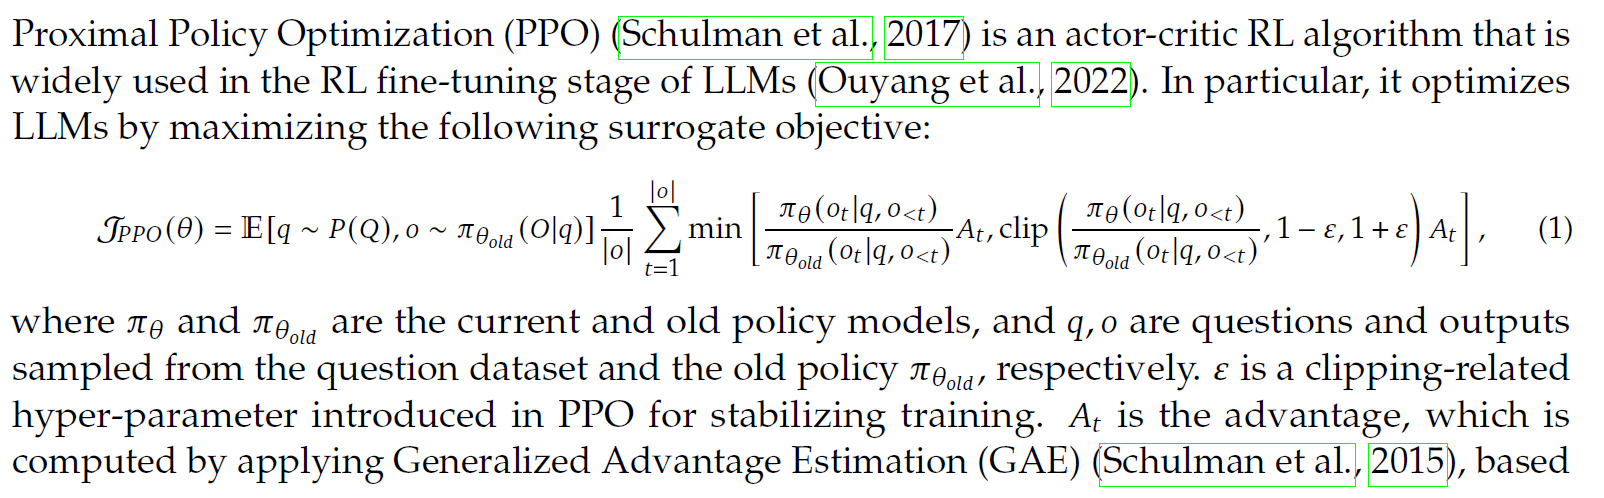 Proximal Policy Optimization (PPO) (Schulman et al., 2017) is an actor-critic RL algorithm that is
widely used in the RL fine-tuning stage of LLMs (Ouyang et al., 2022). In particular, it optimizes
LLMs by maximizing the following surrogate objective:
$\mathcal{J}_{PPO}(\theta) = \mathbb{E}[q \sim P(Q), o \sim \pi_{\theta_{old}}(O|q)] \frac{1}{|o|} \sum_{t=1}^{|o|} \min \left[ \frac{\pi_\theta(o_t|q, o_{<t})}{\pi_{\theta_{old}}(o_t|q, o_{<t})} A_t, \text{clip} \left( \frac{\pi_\theta(o_t|q, o_{<t})}{\pi_{\theta_{old}}(o_t|q, o_{<t})}, 1 - \varepsilon, 1 + \varepsilon \right) A_t \right],$ (1)
where $\pi_\theta$ and $\pi_{\theta_{old}}$ are the current and old policy models, and $q, o$ are questions and outputs
sampled from the question dataset and the old policy $\pi_{\theta_{old}}$, respectively. $\varepsilon$ is a clipping-related
hyper-parameter introduced in PPO for stabilizing training. $A_t$ is the advantage, which is
computed by applying Generalized Advantage Estimation (GAE) (Schulman et al., 2015), based